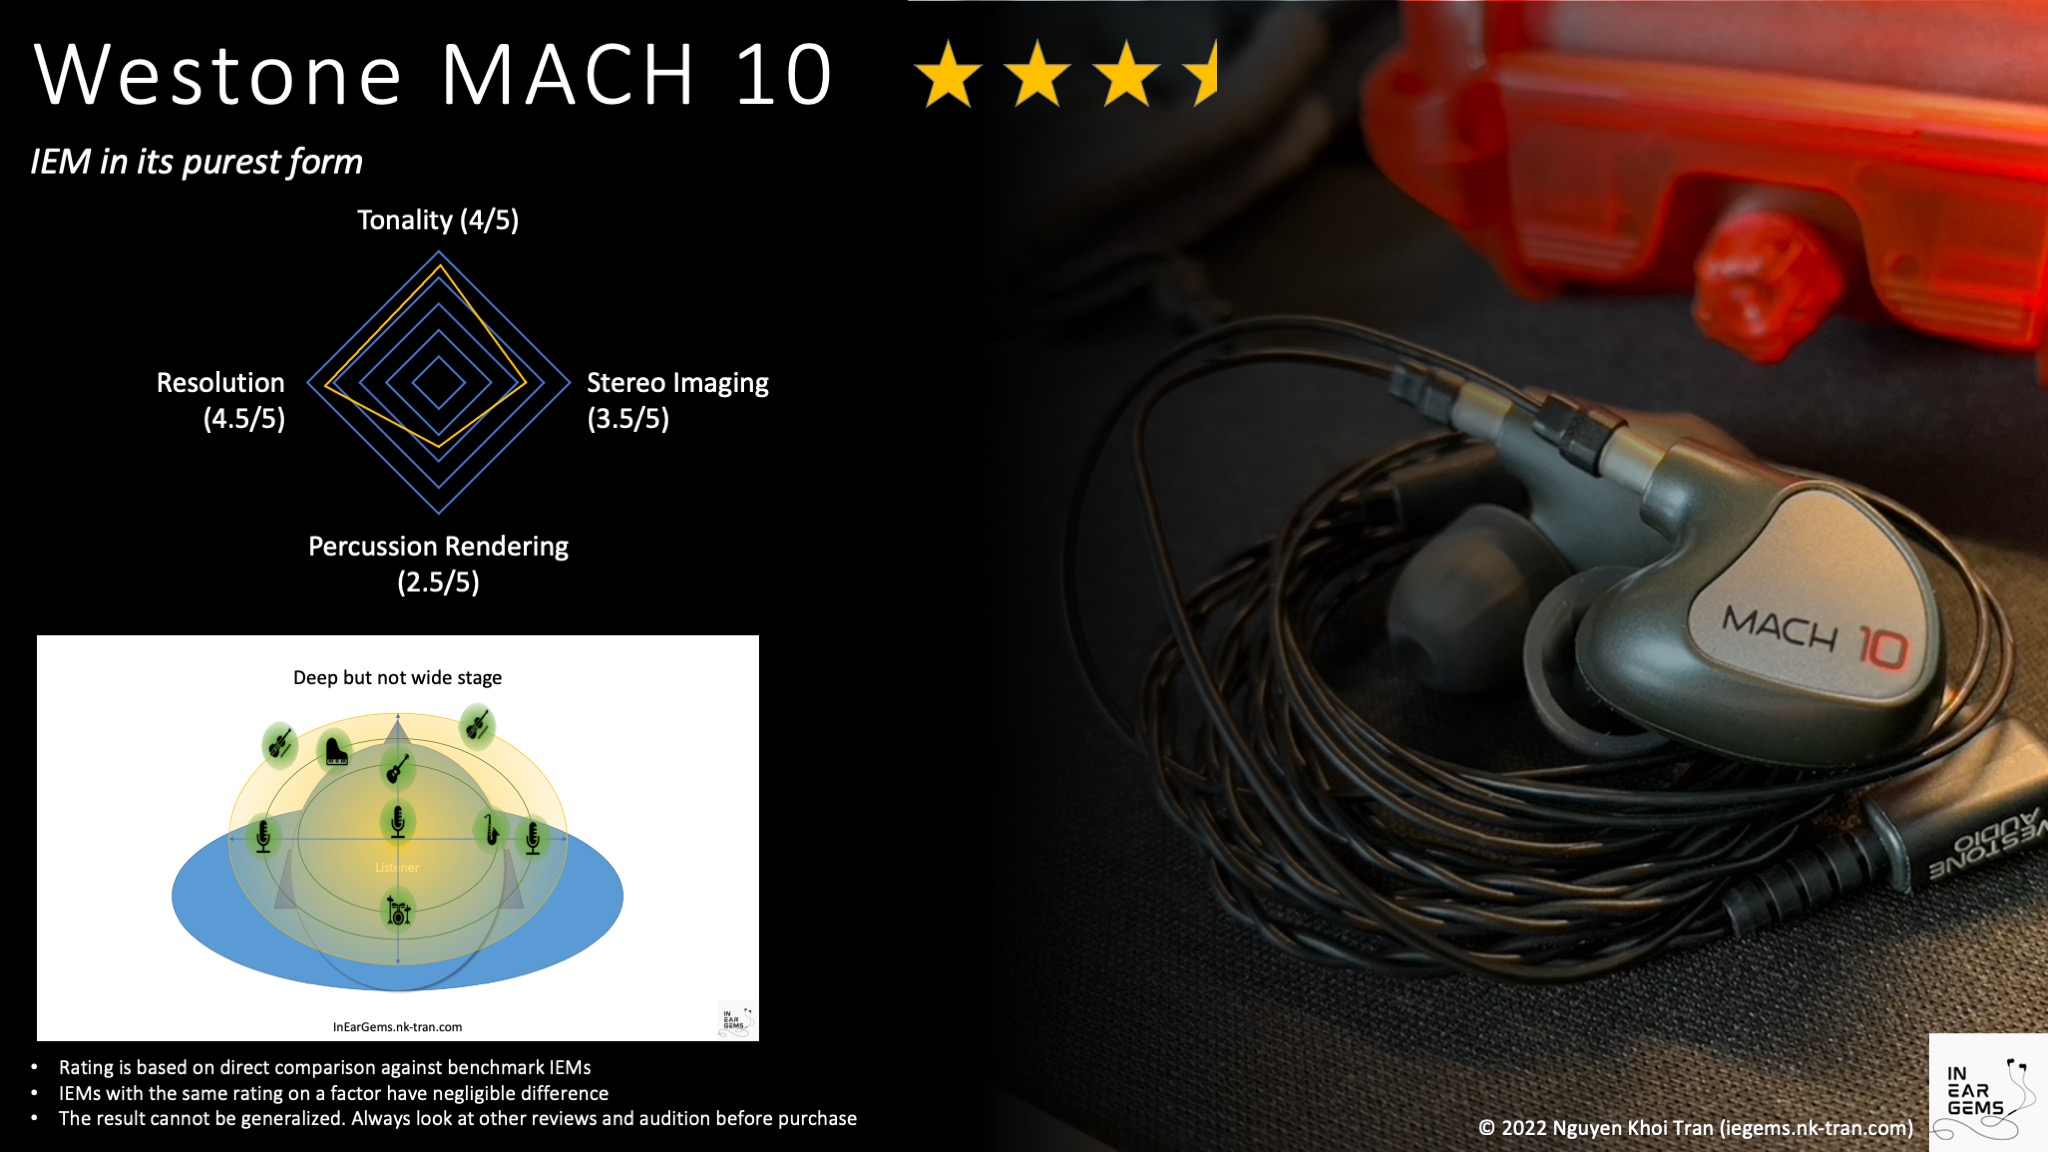 Westone MACH 10
IEM in its purest form
Tonality (4/5)
Resolution
(4.5/5)
Stereo Imaging
(3.5/5)
Percussion Rendering
(2.5/5)
Deep but not wide stage
Listener
InEarGems.nk-tran.com
IN
EAR
GEMS
• Rating is based on direct comparison against benchmark IEMs
• IEMs with the same rating on a factor have negligible difference
• The result cannot be generalized. Always look at other reviews and audition before purchase
MACH 10
WESTONE
AUDIO
© 2022 Nguyen Khoi Tran (iegems.nk-tran.com)
IN
EAR
GEMS